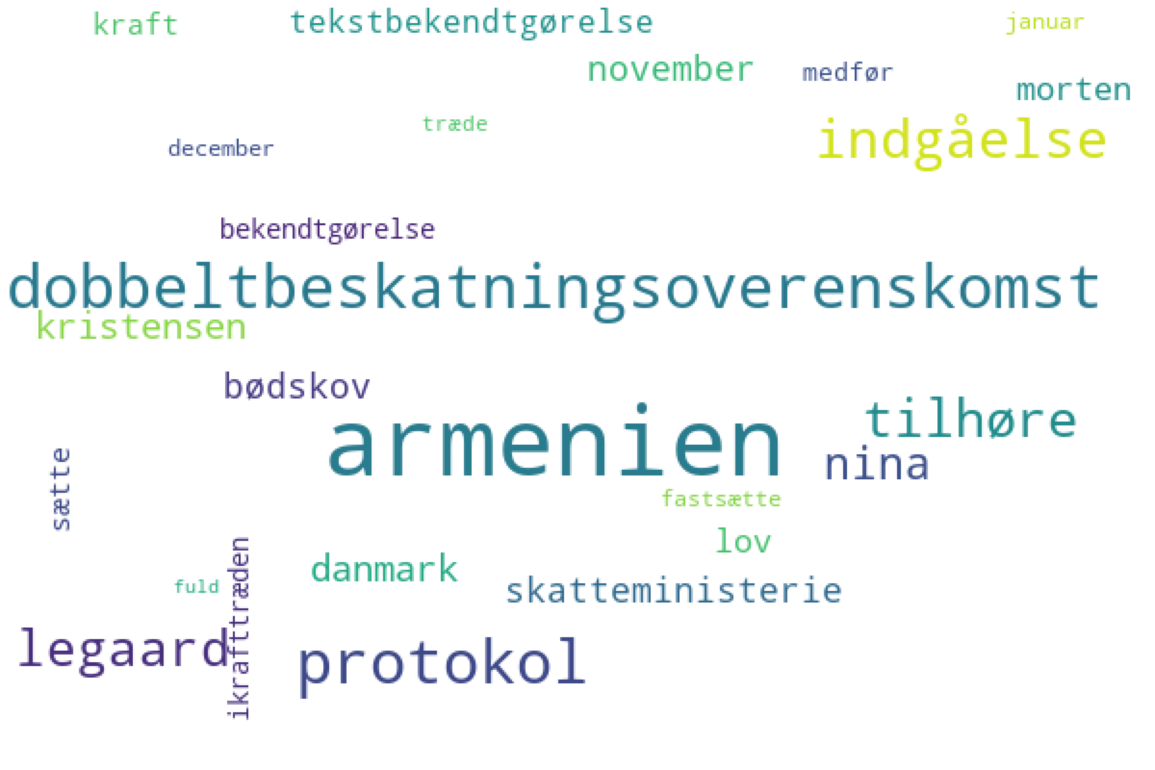 kraft
tekstbekendtgørelse
januar
november
medfør
morten
træde
indgåelse
december
bekendtgørelse
dobbeltbeskatningsoverenskomst
kristensen
bødskov
tilhøre
armenien
nina
sætte
fastsætte
lov
danmark
fuld
skatteministerie
ikrafttræden
legaard
protokol